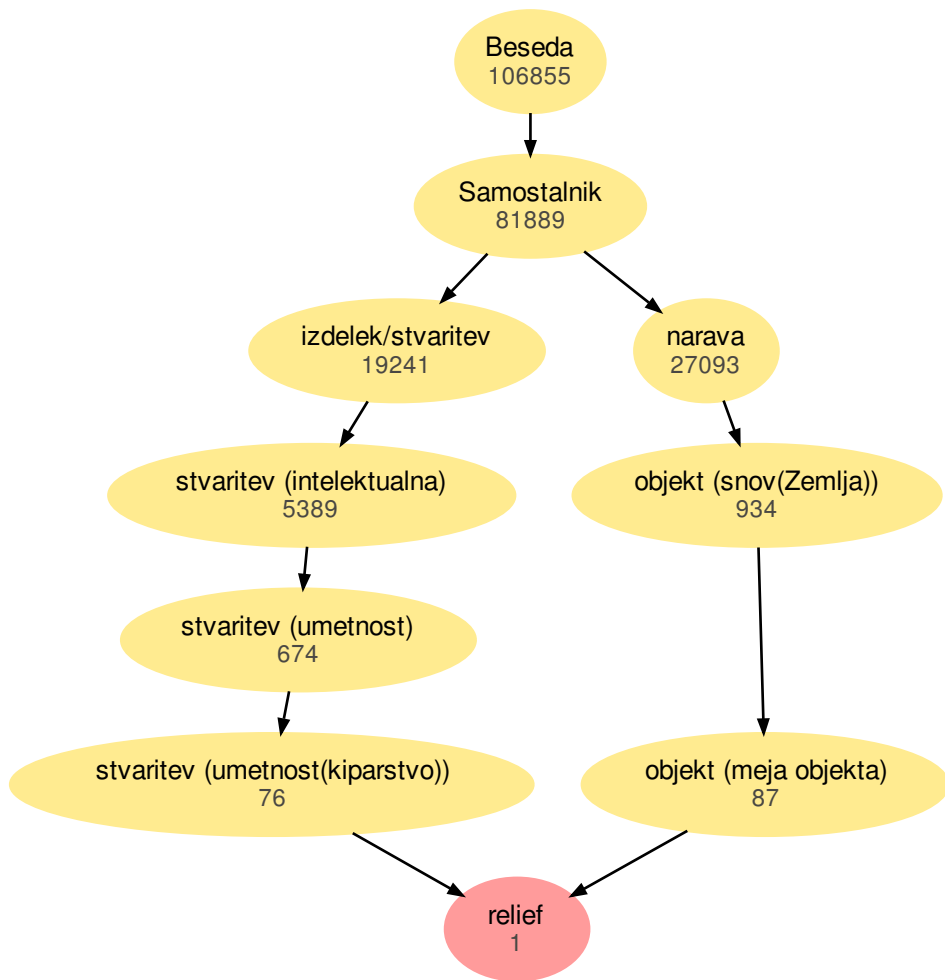 Beseda
106855
Samostalnik
81889
izdelek/stvaritev
19241
narava
27093
stvaritev (intelektualna)
5389
objekt (snov(Zemlja))
934
stvaritev (umetnost)
674
stvaritev (umetnost(kiparstvo))
76
objekt (meja objekta)
87
relief
1